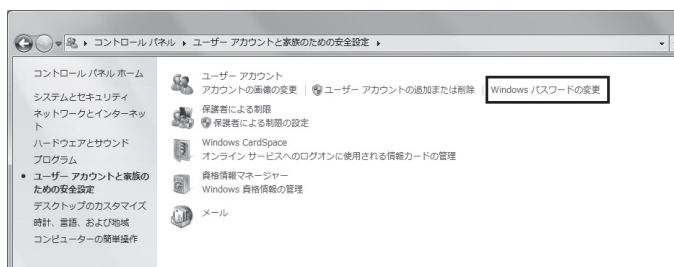 コントロール パネル ▸ ユーザー アカウントと家族のための安全設定 ▸
コントロール パネル ホーム
システムとセキュリティ
ネットワークとインターネッ
ト
ハードウェアとサウンド
プログラム
ユーザー アカウントと家族の
ための安全設定
デスクトップのカスタマイズ
時計、言語、および地域
コンピューターの簡単操作
ユーザー アカウント
アカウントの画像の変更 | ユーザー アカウントの追加または削除 | Windows パスワードの変更
保護者による制限
保護者による制限の設定
Windows CardSpace
オンライン サービスへのログオンに使用される情報カードの管理
資格情報マネージャー
Windows 資格情報の管理
メール